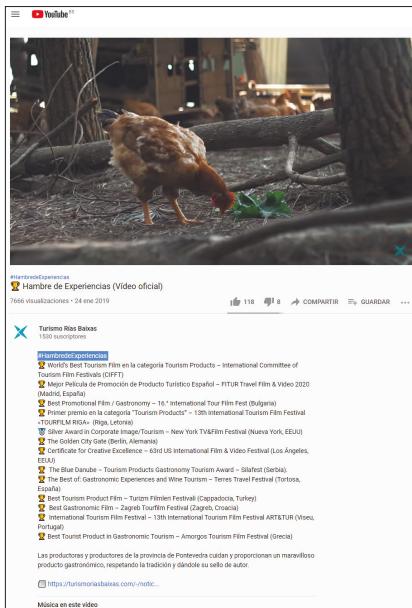 YouTube ES
#HambredeExperiencias
Hambre de Experiencias (Vídeo oficial)
7666 visualizaciones • 24 ene 2019
118 8 COMPARTIR GUARDAR ...
Turismo Rías Baixas
1530 suscriptores
#HambredeExperiencias
World's Best Tourism Film en la categoría Tourism Products – International Committee of
Tourism Film Festivals (CIFFT)
Mejor Película de Promoción de Producto Turístico Español – FITUR Travel Film & Video 2020
(Madrid, España)
Best Promotional Film / Gastronomy – 16.° International Tour Film Fest (Bulgaria)
Primer premio en la categoría "Tourism Products" – 13th International Tourism Film Festival
«TOURFILM RIGA» (Riga, Letonia)
Silver Award in Corporate Image/Tourism – New York TV&Film Festival (Nueva York, EEUU)
The Golden City Gate (Berlin, Alemania)
Certificate for Creative Excellence – 63rd US International Film & Video Festival (Los Ángeles,
EEUU)
The Blue Danube – Tourism Products Gastronomy Tourism Award – Silafest (Serbia).
The Best of: Gastronomic Experiences and Wine Tourism – Terres Travel Festival (Tortosa,
España)
Best Tourism Product Film – Turizm Filmleri Festivali (Cappadocia, Turkey)
Best Gastronomic Film – Zagreb Tourfilm Festival (Zagreb, Croacia)
International Tourism Film Festival – 13th International Tourism Film Festival ART&TUR (Viseu,
Portugal)
Best Tourist Product in Gastronomic Tourism – Amorgos Tourism Film Festival (Grecia)
Las productoras y productores de la provincia de Pontevedra cuidan y proporcionan un maravilloso
producto gastronómico, respetando la tradición y dándole su sello de autor.
https://turismoriasbaixas.com/-/notic...
Música en este vídeo